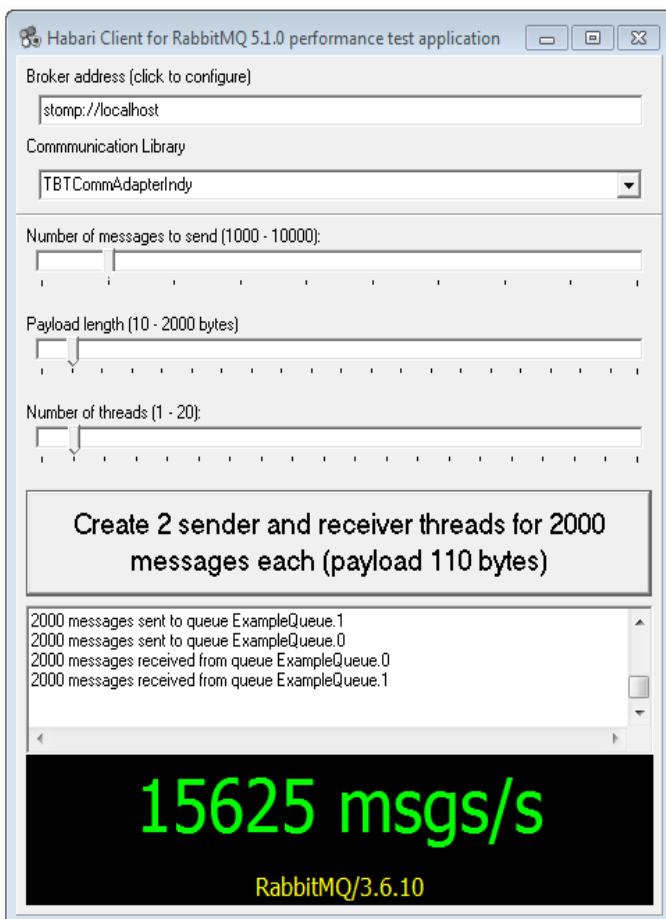 Habari Client for RabbitMQ 5.1.0 performance test application
Broker address (click to configure)
stomp://localhost
Commmunication Library
TBTCommAdapterIndy
Number of messages to send (1000 - 10000):
Payload length (10 - 2000 bytes)
Number of threads (1 - 20):
Create 2 sender and receiver threads for 2000
messages each (payload 110 bytes)
2000 messages sent to queue ExampleQueue.1
2000 messages sent to queue ExampleQueue.0
2000 messages received from queue ExampleQueue.0
2000 messages received from queue ExampleQueue.1
15625 msgs/s
RabbitMQ/3.6.10